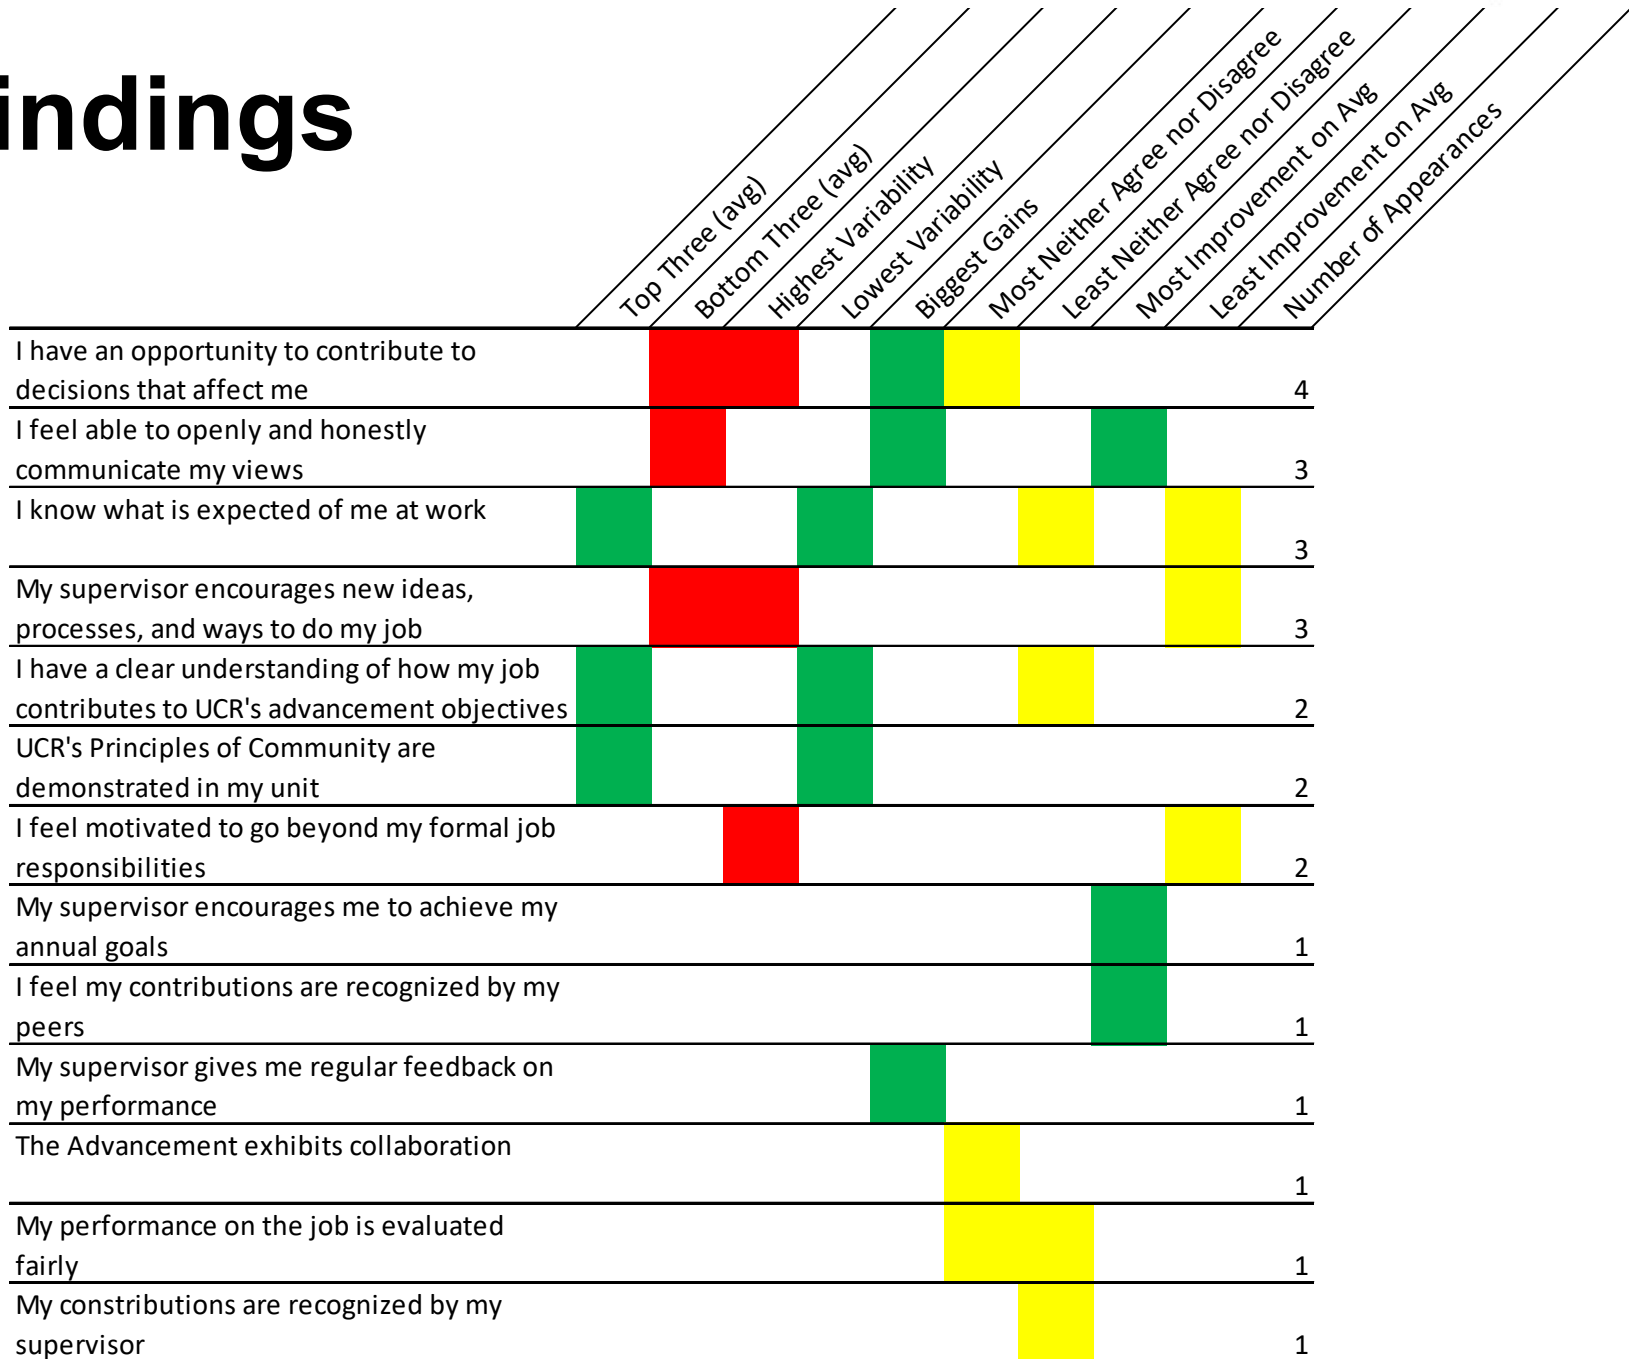 indings
Top Three (avg)
Bottom Three (avg)
Highest Variability
Lowest Variability
Biggest Gains
Most Neither Agree nor Disagree
Least Neither Agree nor Disagree
Most Improvement on Avg
Least Improvement on Avg
Number of Appearances
I have an opportunity to contribute to
decisions that affect me 4
I feel able to openly and honestly
communicate my views 3
I know what is expected of me at work
3
My supervisor encourages new ideas,
processes, and ways to do my job 3
I have a clear understanding of how my job
contributes to UCR's advancement objectives 2
UCR's Principles of Community are
demonstrated in my unit 2
I feel motivated to go beyond my formal job
responsibilities 2
My supervisor encourages me to achieve my
annual goals 1
I feel my contributions are recognized by my
peers 1
My supervisor gives me regular feedback on
my performance 1
The Advancement exhibits collaboration
1
My performance on the job is evaluated
fairly 1
My constributions are recognized by my
supervisor 1